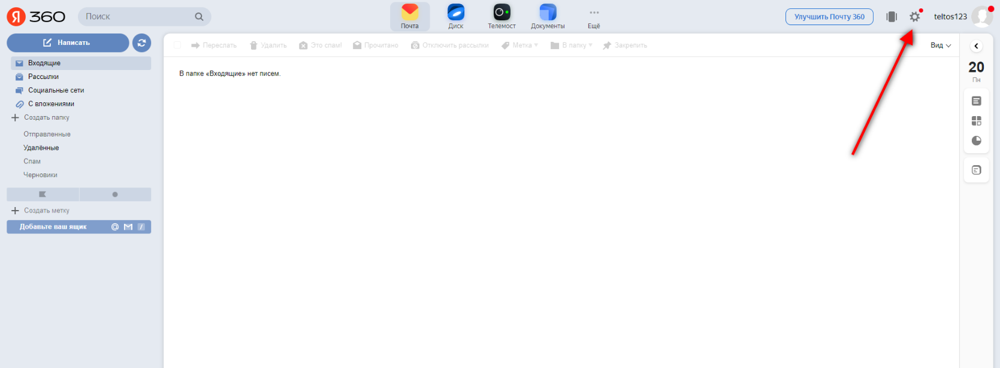 Я 360
Поиск
Почта
Диск
Телемост
Документы
Ещё
Улучшить Почту 360
teltos123
Написать
Входящие
Рассылки
Социальные сети
С вложениями
Создать папку
Отправленные
Удалённые
Спам
Черновики
Создать метку
Добавьте ваш ящик
Переслать
Удалить
Это спам!
Прочитано
Отключить рассылки
Метка
В папку
Закрепить
Вид
В папке «Входящие» нет писем.
20
Пн